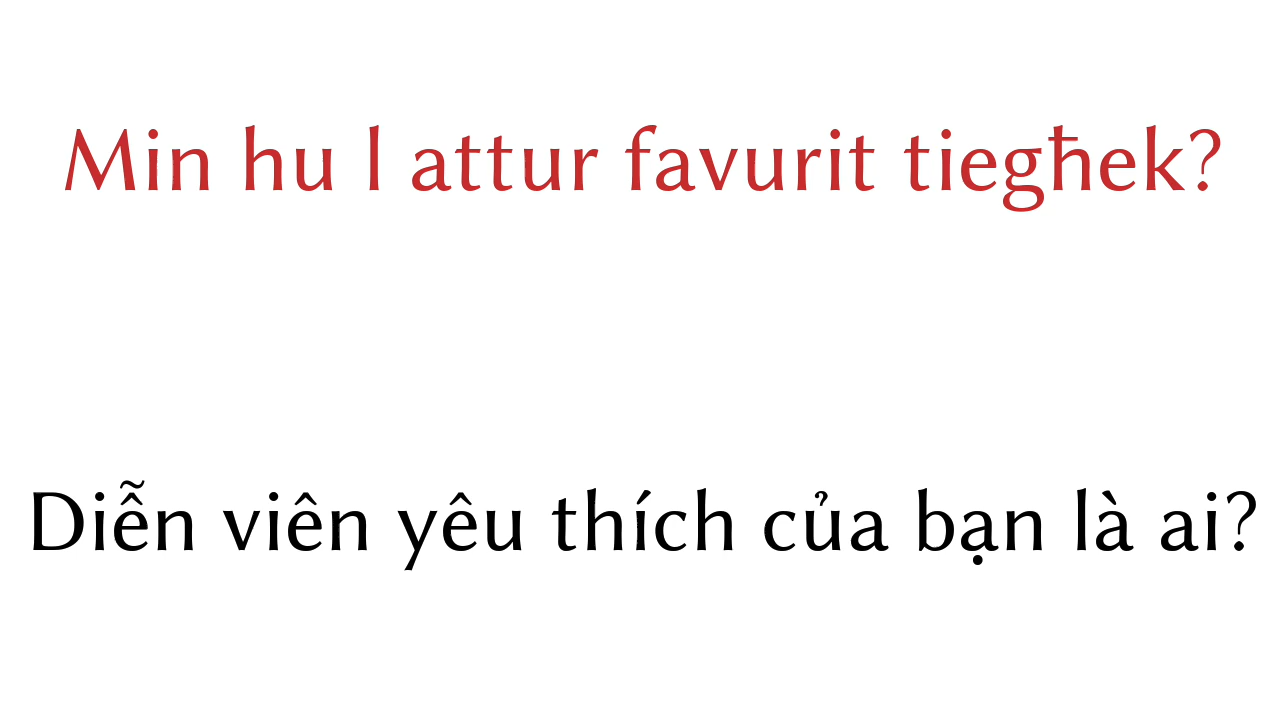 Min hu l attur favurit tiegħek?
Diễn viên yêu thích của bạn là ai?